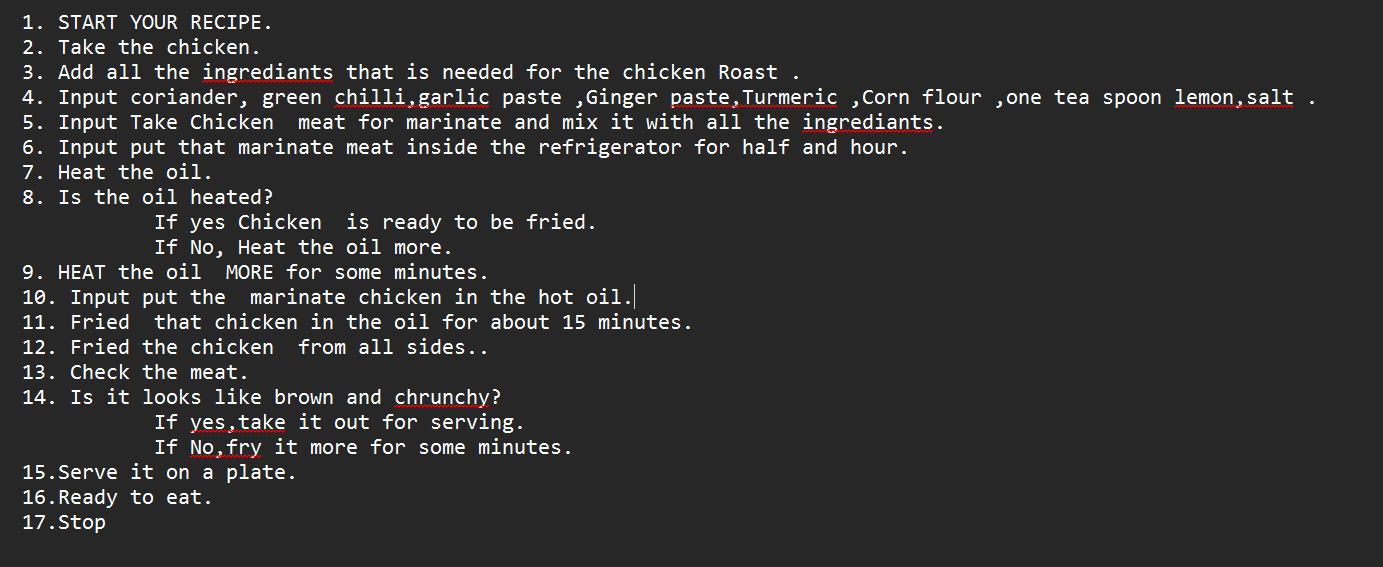 1. START YOUR RECIPE.
2. Take the chicken.
3. Add all the ingrediants that is needed for the chicken Roast .
4. Input coriander, green chilli,garlic paste ,Ginger paste,Turmeric ,Corn flour ,one tea spoon lemon,salt .
5. Input Take Chicken  meat for marinate and mix it with all the ingrediants.
6. Input put that marinate meat inside the refrigerator for half and hour.
7. Heat the oil.
8. Is the oil heated?
If yes Chicken  is ready to be fried.
If No, Heat the oil more.
9. HEAT the oil  MORE for some minutes.
10. Input put the  marinate chicken in the hot oil.
11. Fried  that chicken in the oil for about 15 minutes.
12. Fried the chicken  from all sides..
13. Check the meat.
14. Is it looks like brown and chrunchy?
If yes,take it out for serving.
If No,fry it more for some minutes.
15.Serve it on a plate.
16.Ready to eat.
17.Stop